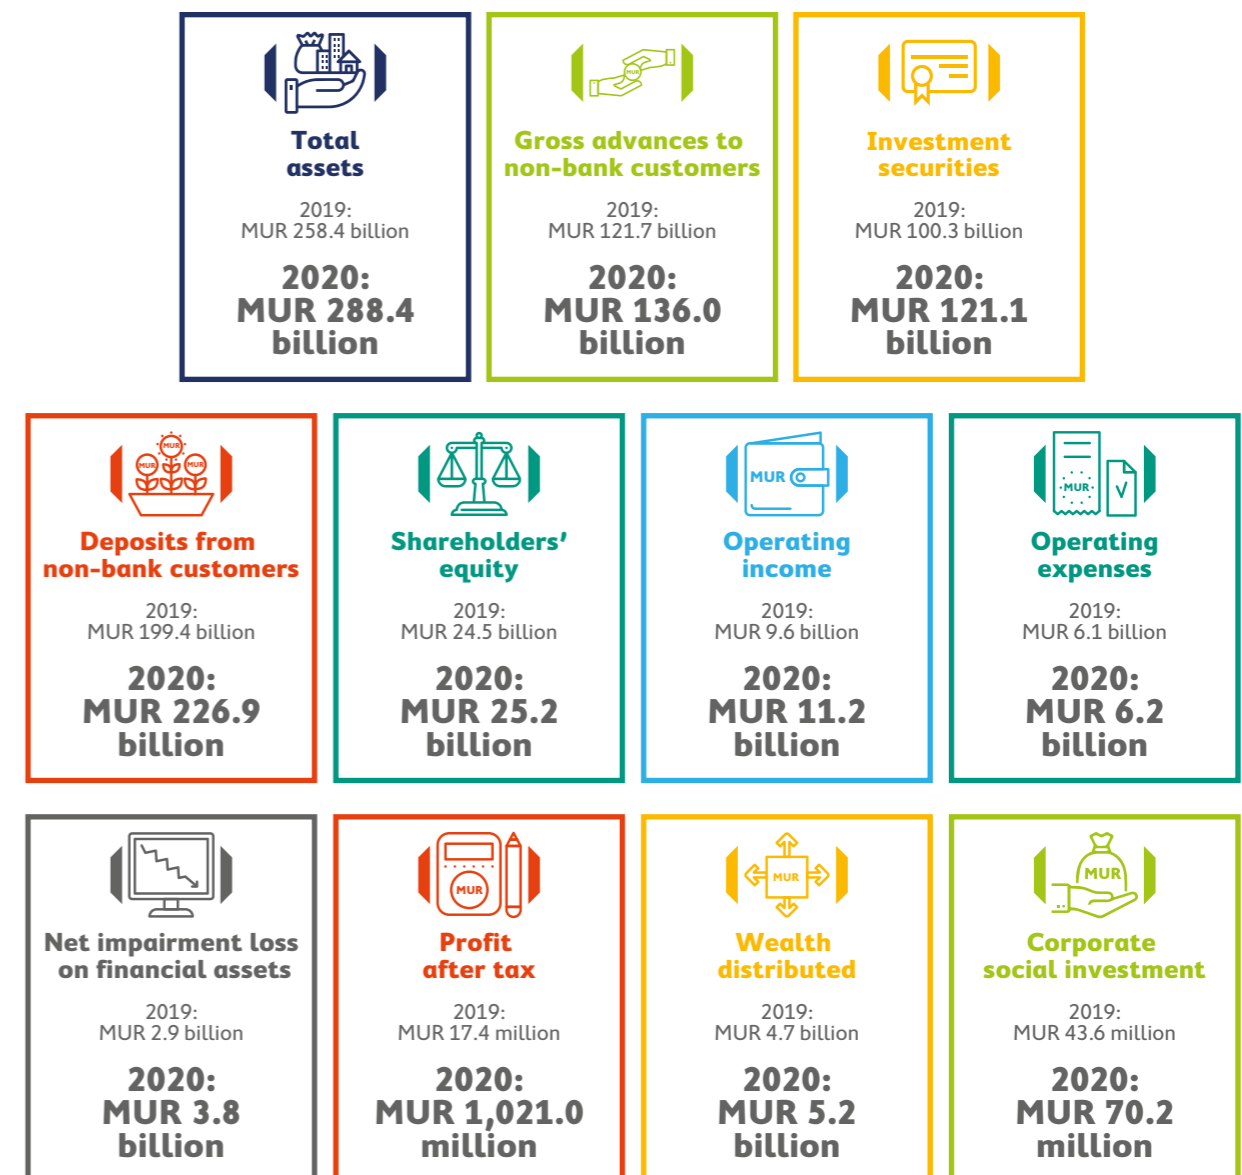 MUR
Total
assets
2019:
MUR 258.4 billion
2020:
MUR 288.4
billion
Gross advances to
non-bank customers
2019:
MUR 121.7 billion
2020:
MUR 136.0
billion
Investment
securities
2019:
MUR 100.3 billion
2020:
MUR 121.1
billion
MUR
MUR
MUR
Deposits from
non-bank customers
2019:
MUR 199.4 billion
2020:
MUR 226.9
billion
Shareholders'
equity
2019:
MUR 24.5 billion
2020:
MUR 25.2
billion
MUR
Operating
income
2019:
MUR 9.6 billion
2020:
MUR 11.2
billion
MUR
Operating
expenses
2019:
MUR 6.1 billion
2020:
MUR 6.2
billion
Net impairment loss
on financial assets
2019:
MUR 2.9 billion
2020:
MUR 3.8
billion
MUR
Profit
after tax
2019:
MUR 17.4 million
2020:
MUR 1,021.0
million
MUR
Wealth
distributed
2019:
MUR 4.7 billion
2020:
MUR 5.2
billion
MUR
Corporate
social investment
2019:
MUR 43.6 million
2020:
MUR 70.2
million